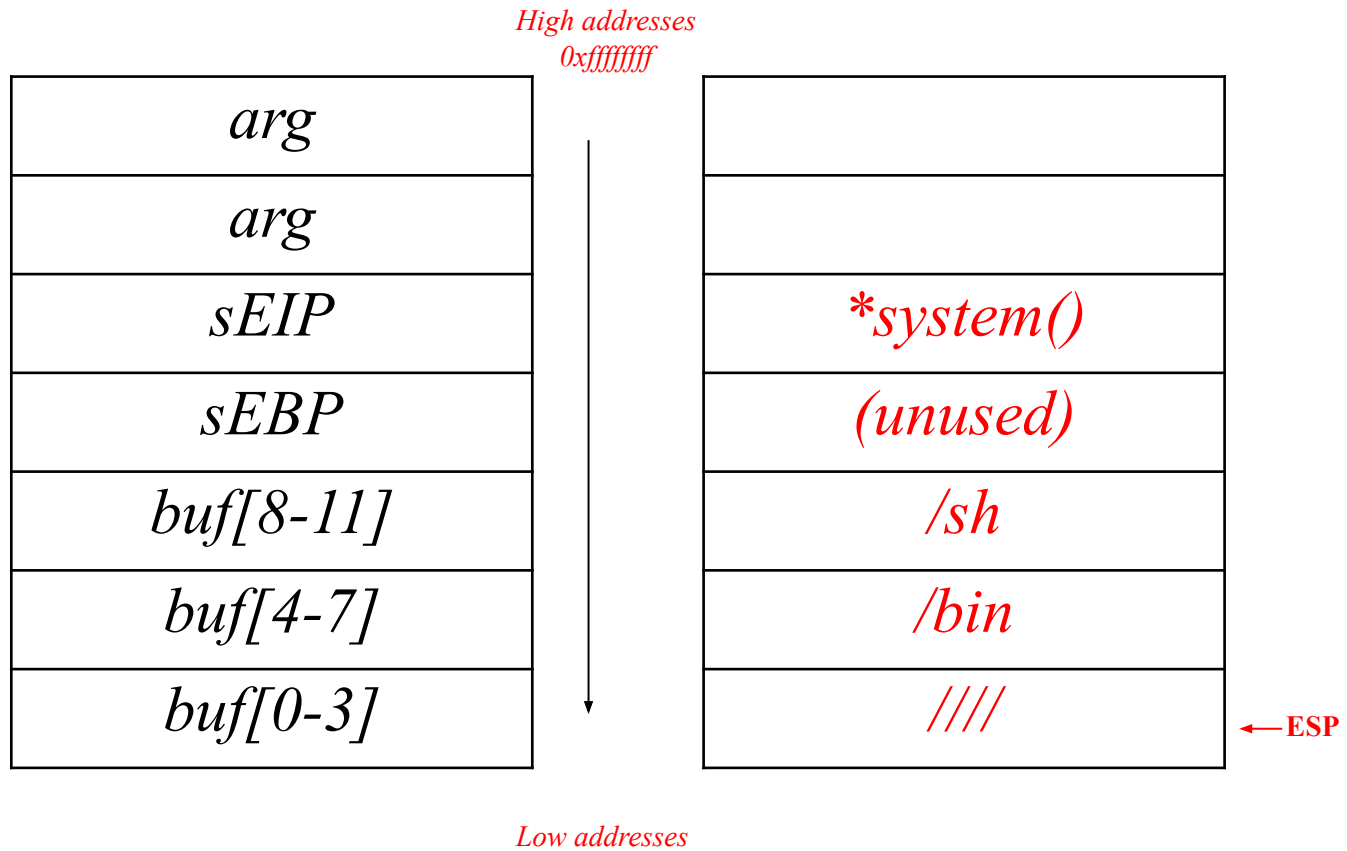 High addresses
0xffffffff
arg
arg
sEIP
sEBP
buf[8-11]
buf[4-7]
buf[0-3]
*system()
(unused)
/sh
/bin
////
ESP
Low addresses